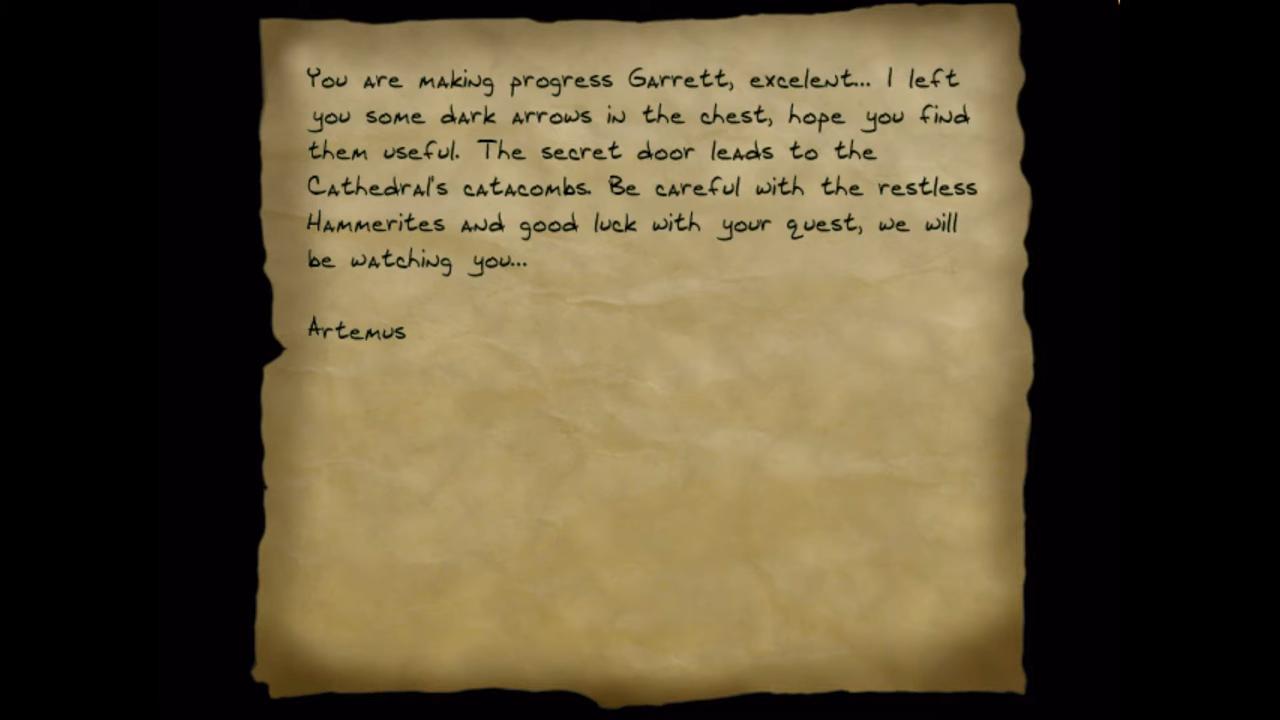 You are making progress Garrett, excelent... I left
you some dark arrows in the chest, hope you find
them useful. The secret door leads to the
Cathedral's catacombs. Be careful with the restless
Hammerites and good luck with your quest, we will
be watching you...
Artemus